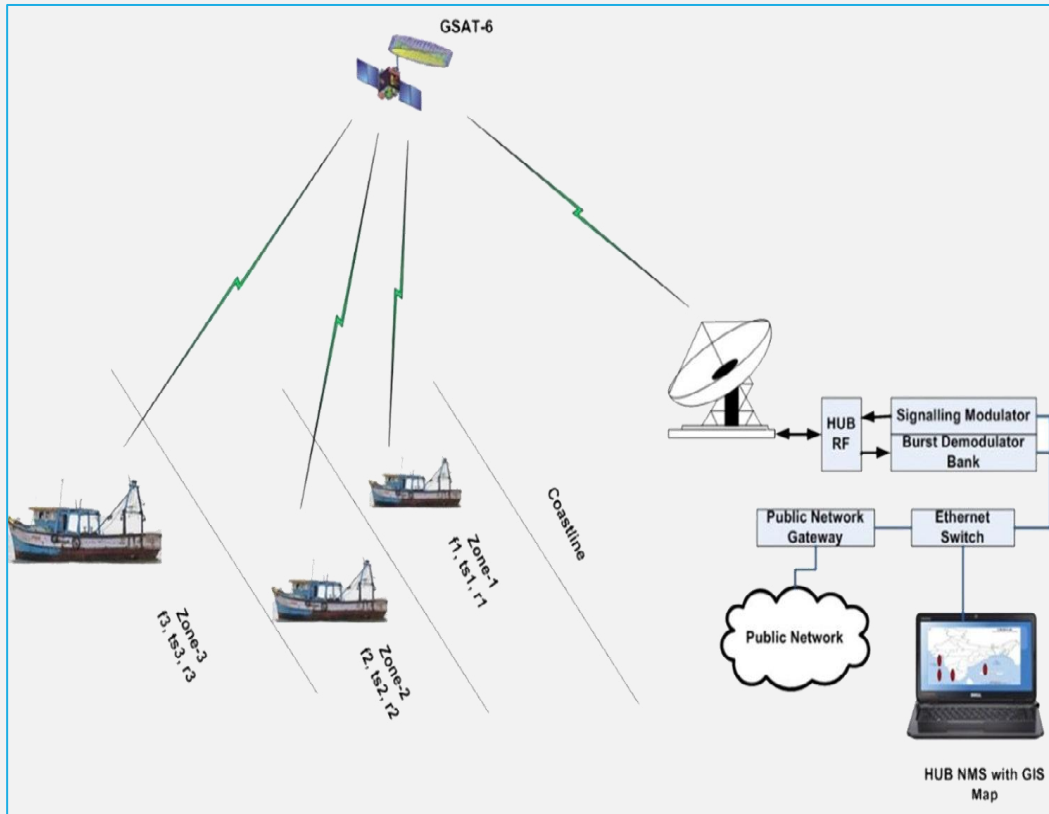 GSAT-6
Signalling Modulator
HUB
RF
Burst Demodulator
Bank
Coastline
Zone-1
f1, ts1, r1
Zone-2
f2, ts2, r2
Zone-3
f3, ts3, r3
Public Network
Gateway
Ethernet
Switch
Public Network
HUB NMS with GIS
Map